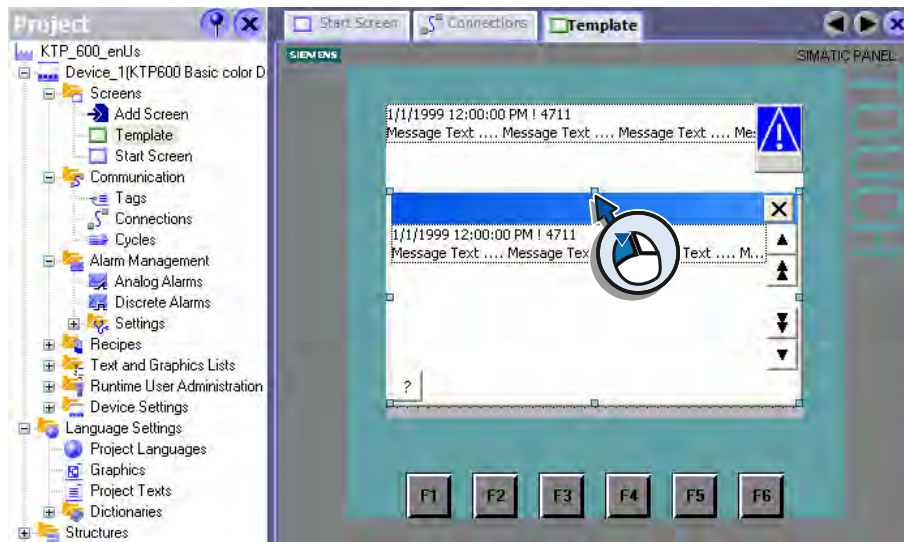 Project
Start Screen
Connections
Template
KTP_600_enUs
Device_1(KTP600 Basic color D
Screens
Add Screen
Template
Start Screen
Communication
Tags
Connections
Cycles
Alarm Management
Analog Alarms
Discrete Alarms
Settings
Recipes
Text and Graphics Lists
Runtime User Administration
Device Settings
Language Settings
Project Languages
Graphics
Project Texts
Dictionaries
Structures
SIEMENS
SIMATIC PANEL
1/1/1999 12:00:00 PM ! 4711
Message Text .... Message Text .... Message Text .... Me:
1/1/1999 12:00:00 PM ! 4711
Message Text .... Message Tex Text .... M...
?
F1 F2 F3 F4 F5 F6